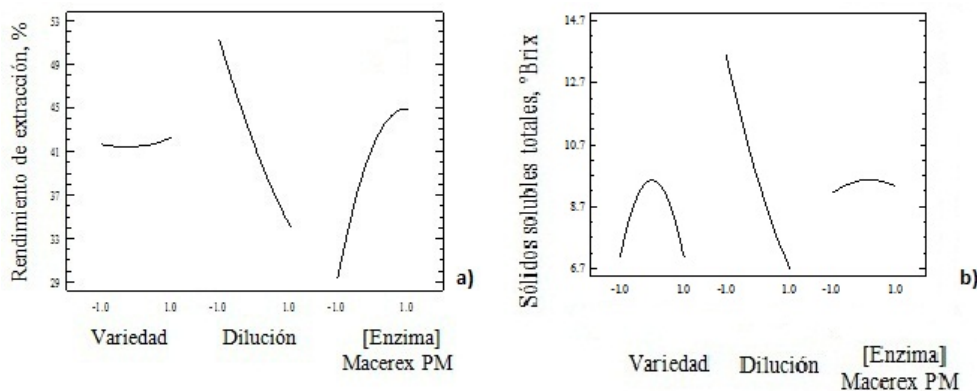 Rendimiento de extracción, %
53
49
45
41
37
33
29
-1.0 1.0 -1.0 1.0 -1.0 1.0
Variedad Dilución [Enzima]
Macerex PM
a)
Sólidos solubles totales, ºBrix
14.7
12.7
10.7
8.7
6.7
-1.0 1.0 -1.0 1.0 -1.0 1.0
Variedad Dilución [Enzima]
Macerex PM
b)